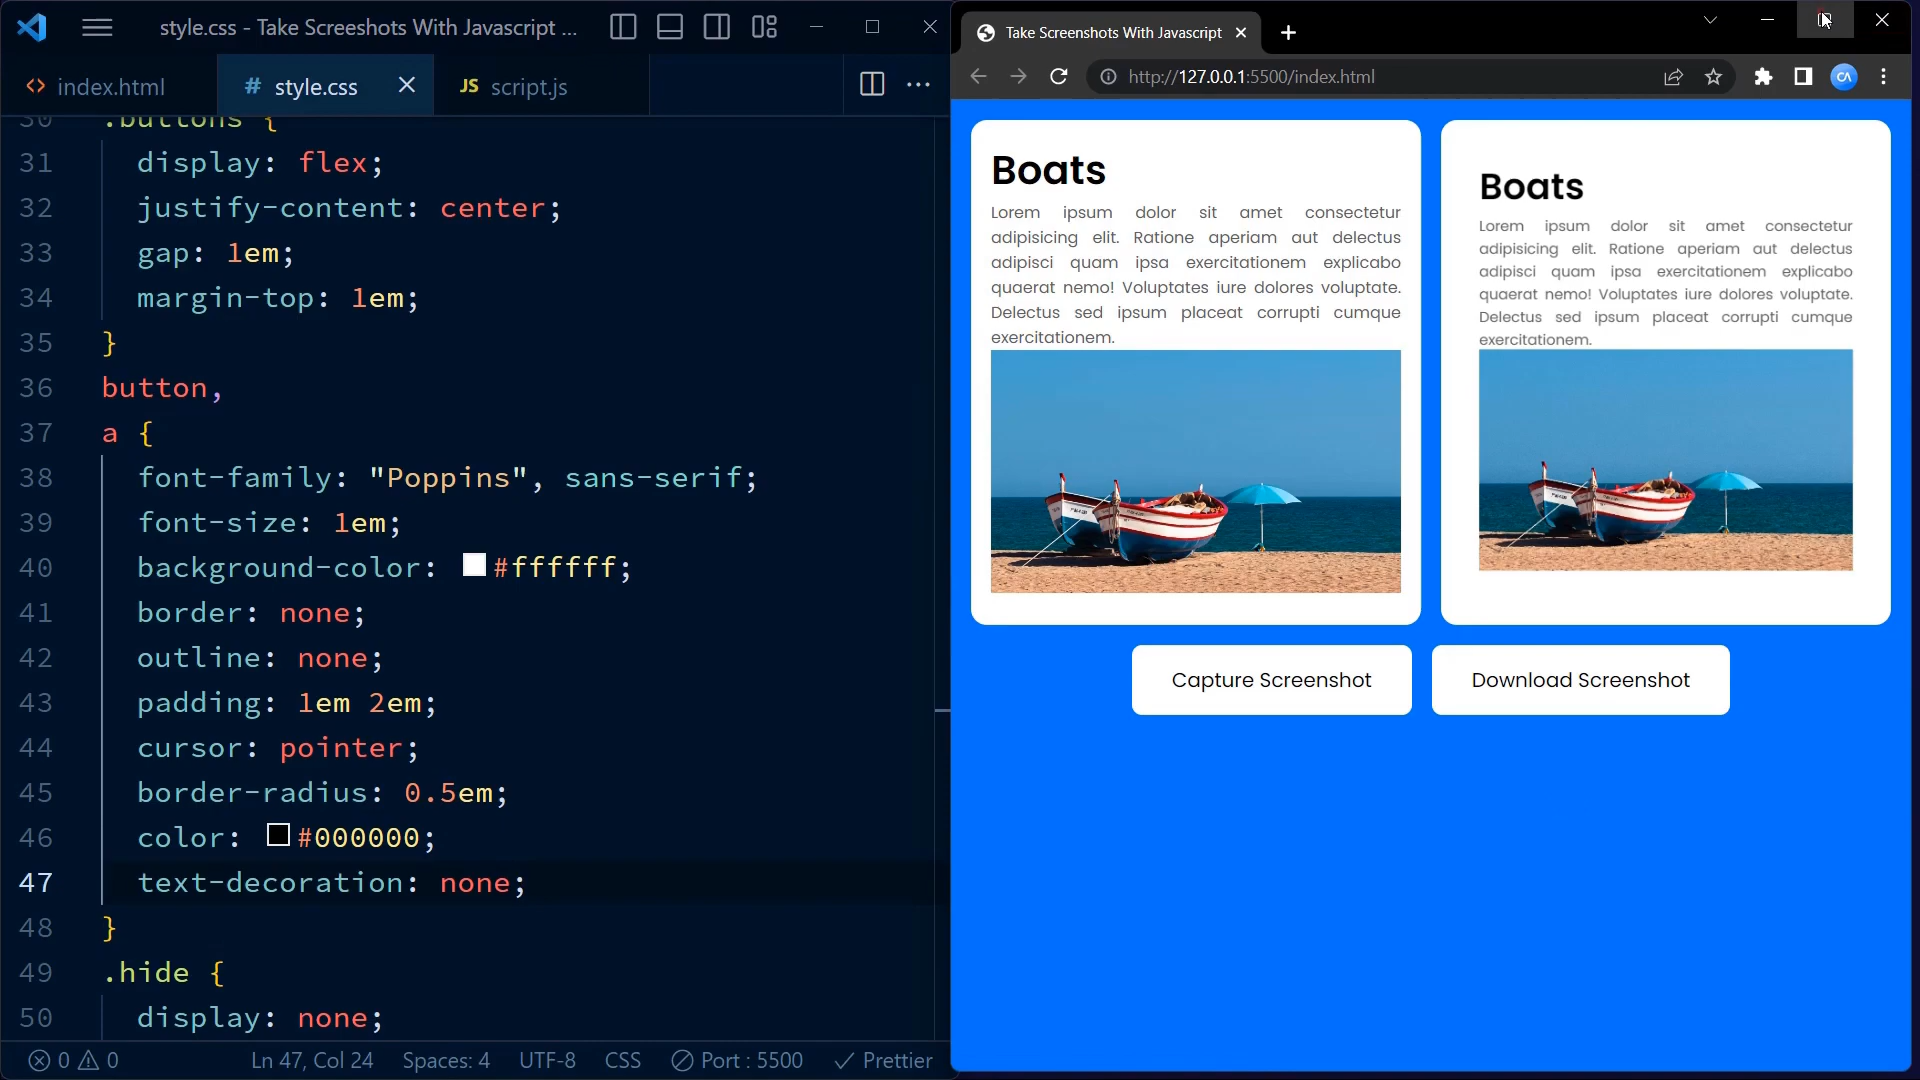 style.css - Take Screeshots With Javascript ...
index.html
# style.css
JS script.js
30 .buttons {
31 display: flex;
32 justify-content: center;
33 gap: 1em;
34 margin-top: 1em;
35 }
36 button,
37 a {
38 font-family: "Poppins", sans-serif;
39 font-size: 1em;
40 background-color: #ffffff;
41 border: none;
42 outline: none;
43 padding: 1em 2em;
44 cursor: pointer;
45 border-radius: 0.5em;
46 color: #000000;
47 text-decoration: none;
48 }
49 .hide {
50 display: none;
0 0 Ln 47, Col 24 Spaces: 4 UTF-8 CSS Port : 5500 Prettier
Take Screenshots With Javascript
http://127.0.0.1:5500/index.html
CA
Boats
Lorem ipsum dolor sit amet consectetur
adipisicing elit. Ratione aperiam aut delectus
adipisci quam ipsa exercitationem explicabo
quaerat nemo! Voluptates iure dolores voluptate.
Delectus sed ipsum placeat corrupti cumque
exercitationem.
Boats
Lorem ipsum dolor sit amet consectetur
adipisicing elit. Ratione aperiam aut delectus
adipisci quam ipsa exercitationem explicabo
quaerat nemo! Voluptates iure dolores voluptate.
Delectus sed ipsum placeat corrupti cumque
exercitationem.
Capture Screenshot
Download Screenshot